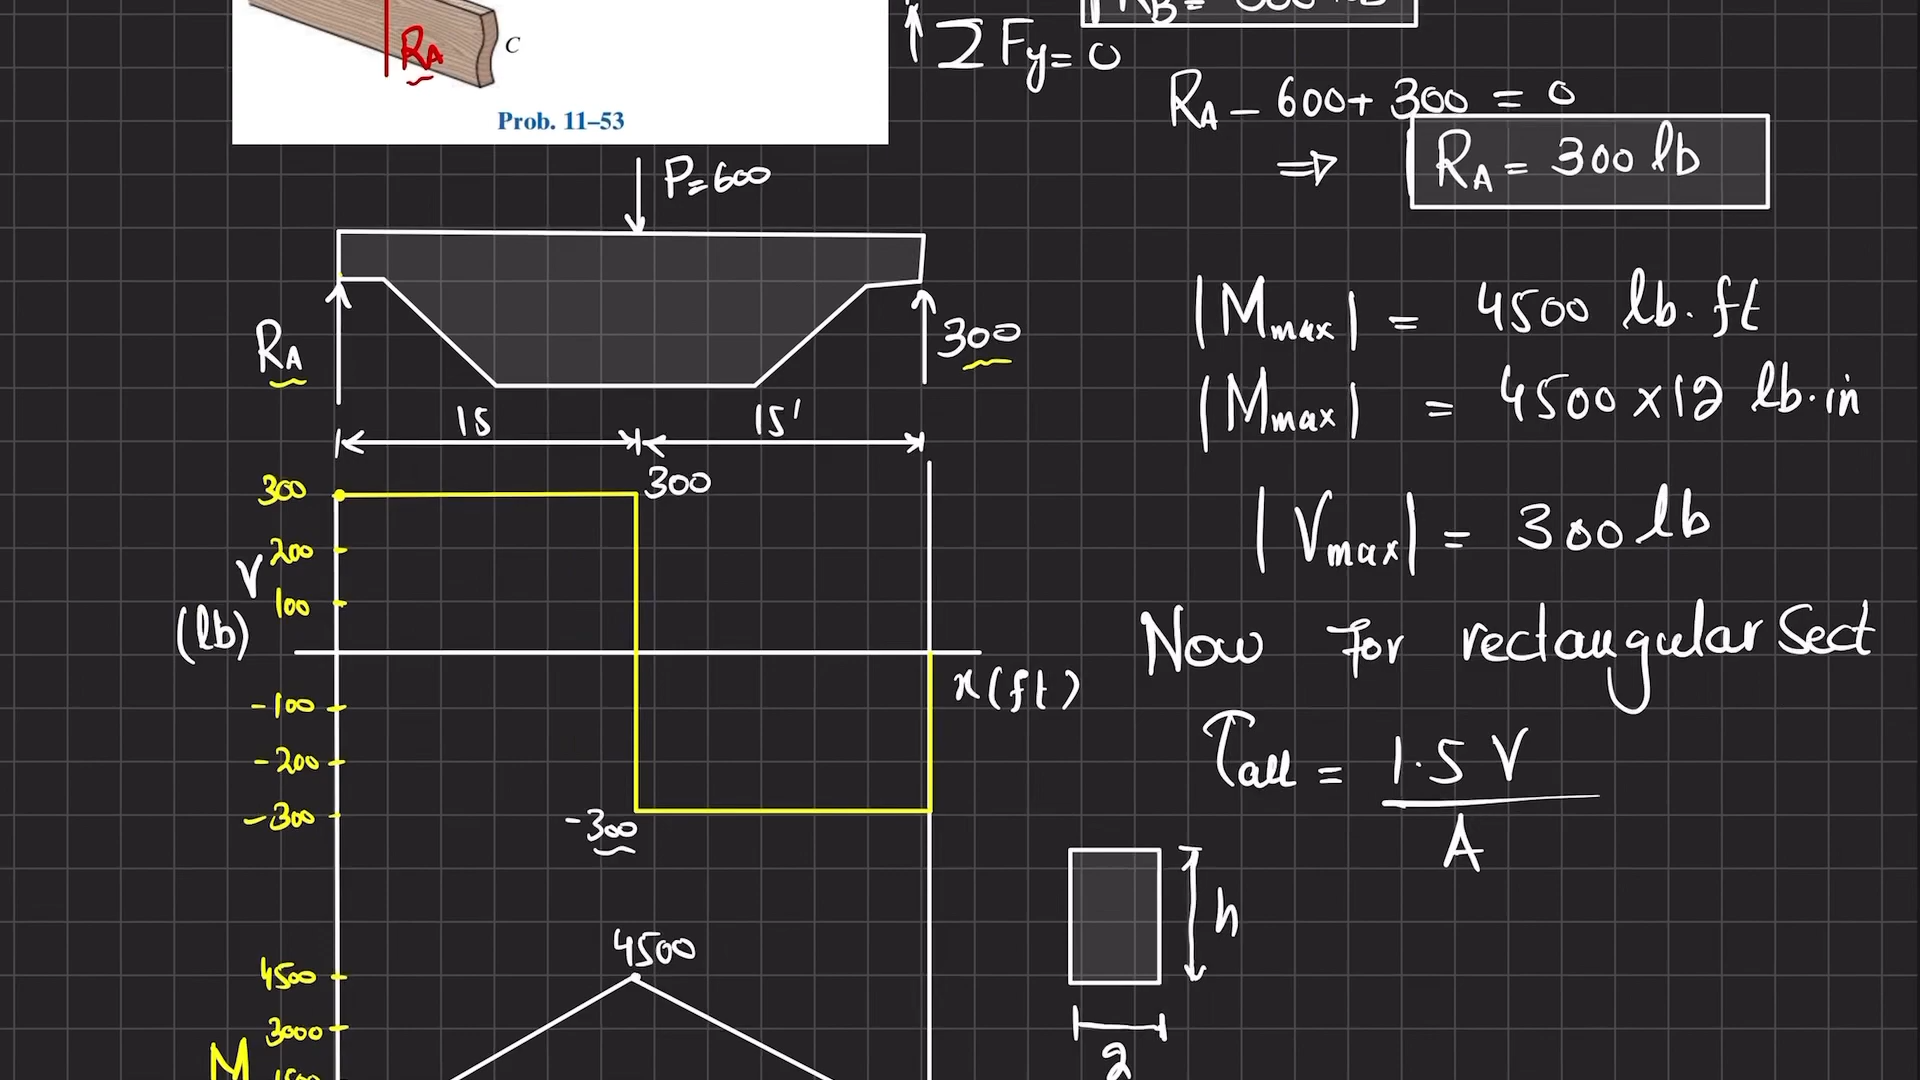 ΣFy = 0
RA - 600 + 300 = 0
⇒ RA = 300 lb
RA
C
Prob. 11–53
P=600
RA
300
15
15'
|Mmax| = 4500 lb.ft
|Mmax| = 4500 x 12 lb.in
|Vmax| = 300 lb
Now for rectangular Sect
τall = 1.5 V
A
h
2
300
300
200
V
100
(lb)
x(ft)
-100
-200
-300
-300
4500
4500
3000
M